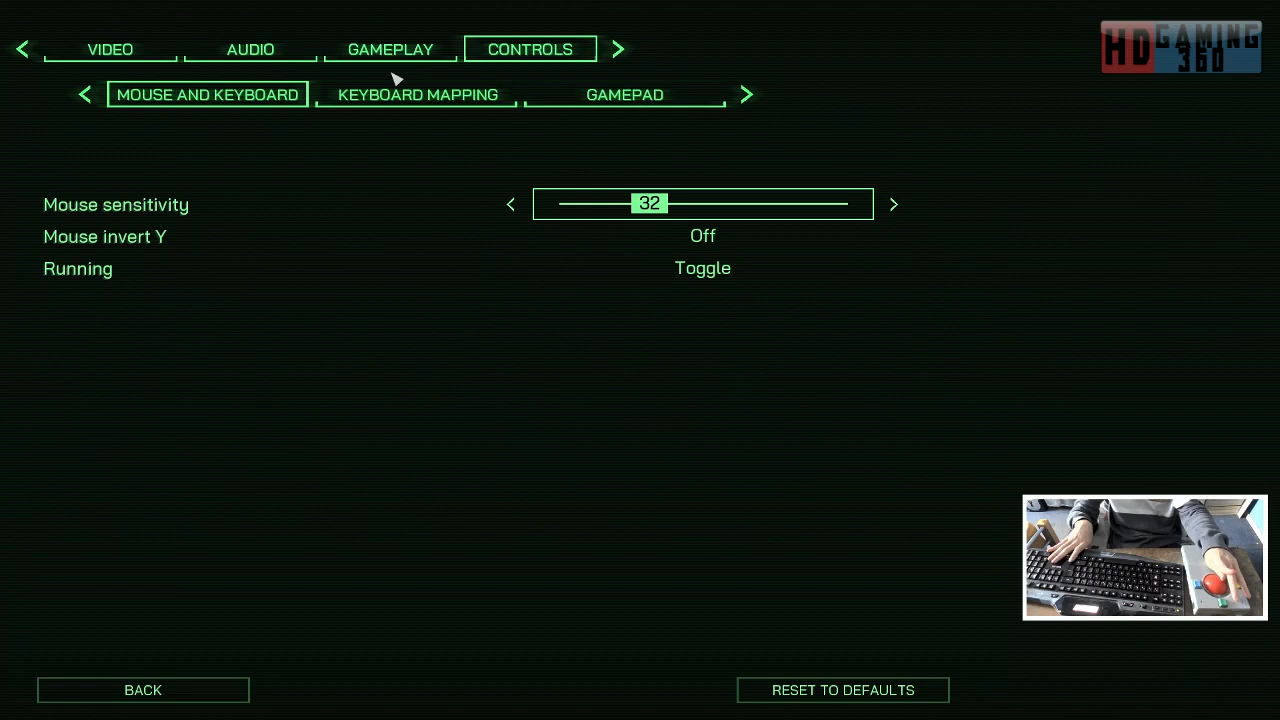 VIDEO AUDIO GAMEPLAY CONTROLS
MOUSE AND KEYBOARD KEYBOARD MAPPING GAMEPAD
HD GAMING 360
Mouse sensitivity 32
Mouse invert Y Off
Running Toggle
BACK RESET TO DEFAULTS